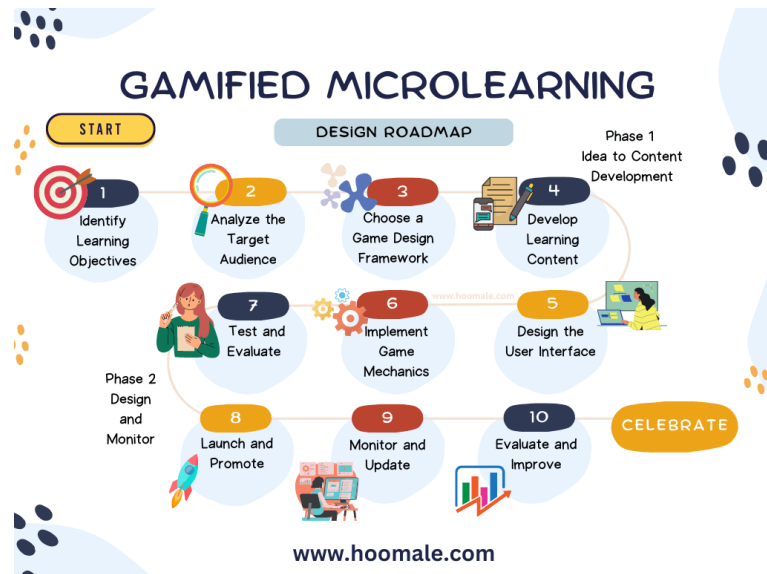 GAMIFIED MICROLEARNING
START
DESIGN ROADMAP
Phase 1
Idea to Content
Development
1
Identify
Learning
Objectives
2
Analyze the
Target
Audience
3
Choose a
Game Design
Framework
4
Develop
Learning
Content
www.hoomale.com
5
Design the
User Interface
6
Implement
Game
Mechanics
7
Test and
Evaluate
Phase 2
Design
and
Monitor
8
Launch and
Promote
9
Monitor and
Update
10
Evaluate and
Improve
CELEBRATE
www.hoomale.com